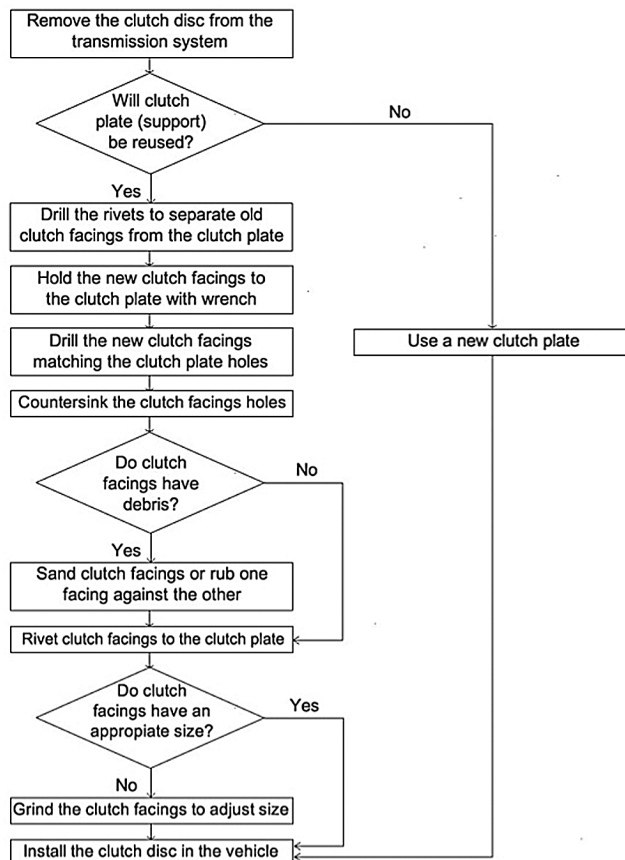 Remove the clutch disc from the
transmission system
Will clutch
plate (support)
be reused?
No
Yes
Drill the rivets to separate old
clutch facings from the clutch plate
Hold the new clutch facings to
the clutch plate with wrench
Drill the new clutch facings
matching the clutch plate holes
Use a new clutch plate
Countersink the clutch facings holes
Do clutch
facings have
debris?
No
Yes
Sand clutch facings or rub one
facing against the other
Rivet clutch facings to the clutch plate
Do clutch
facings have an
appropiate size?
Yes
No
Grind the clutch facings to adjust size
Install the clutch disc in the vehicle